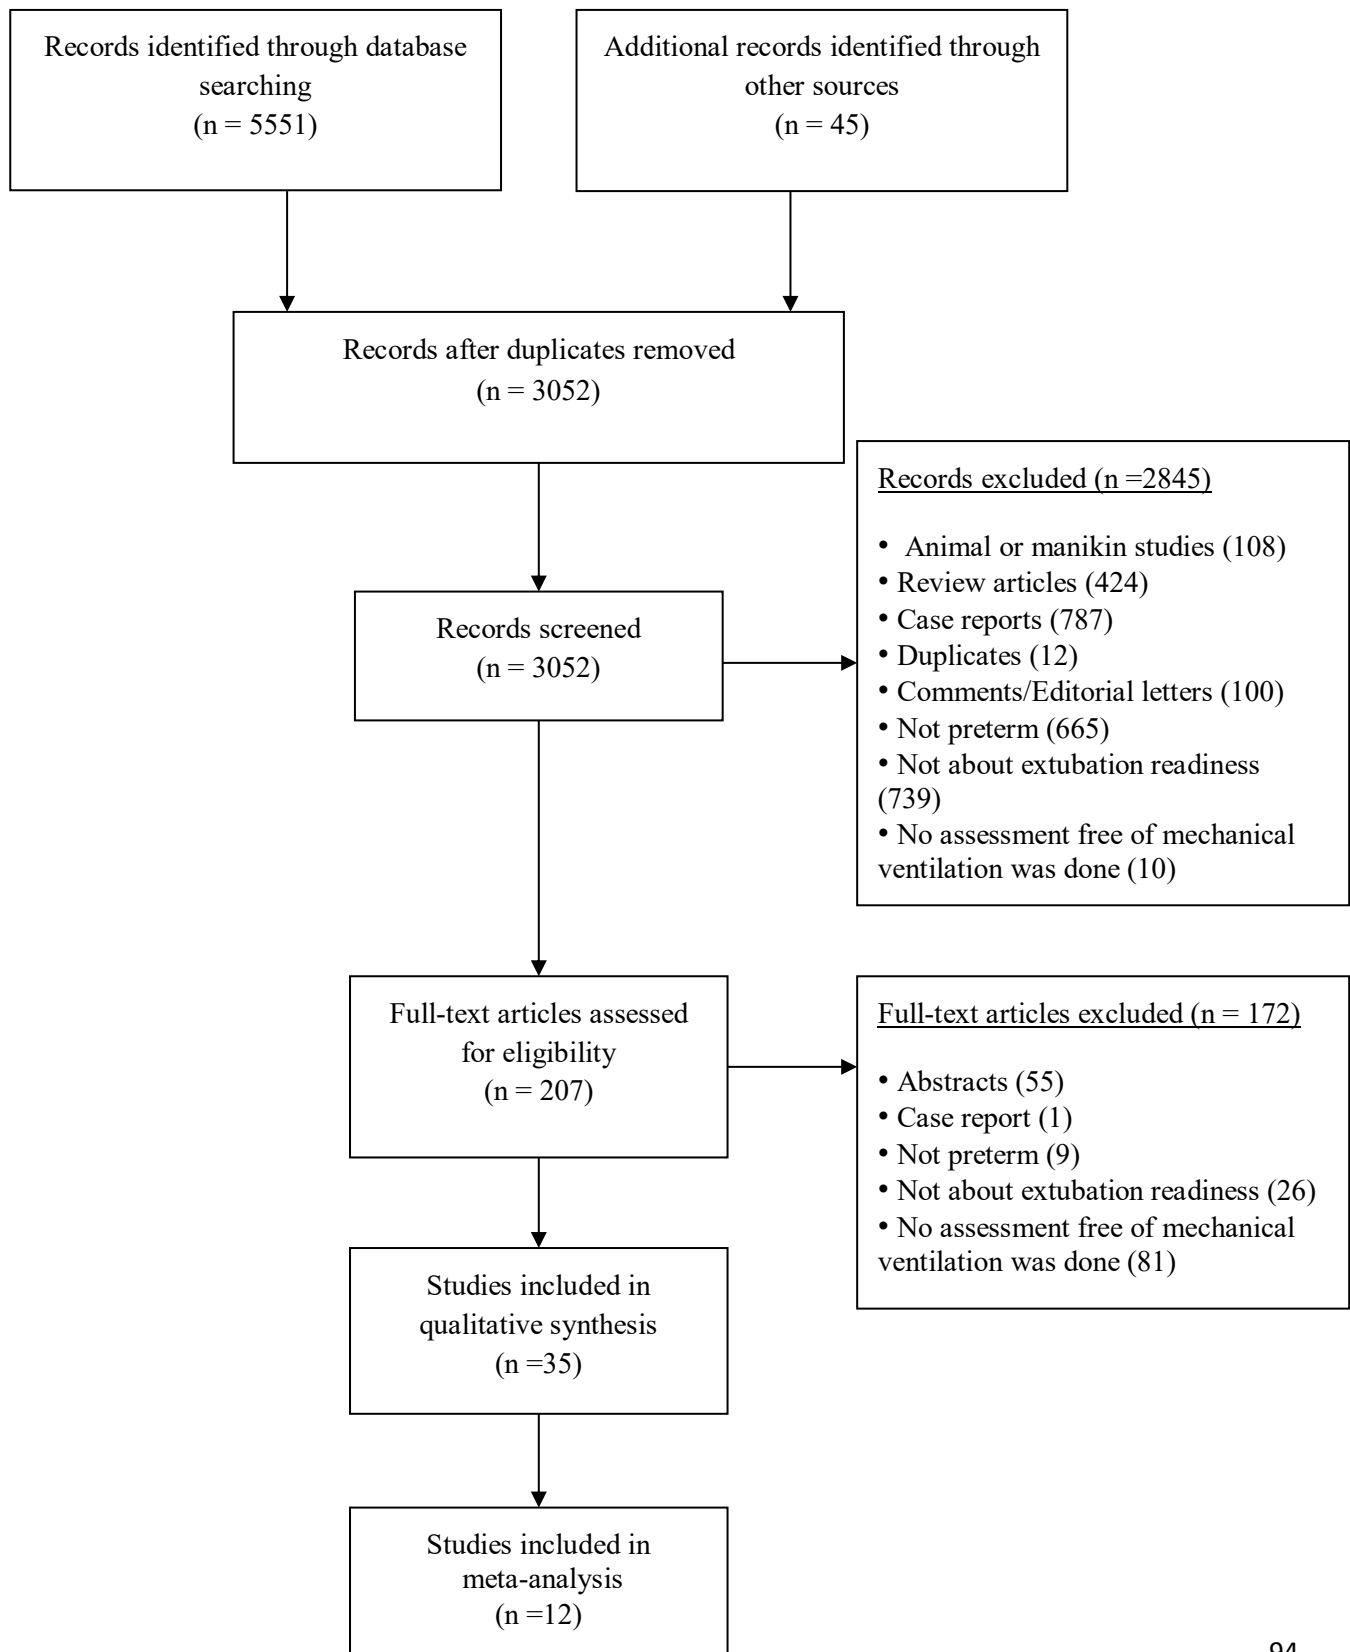 Records identified through database
searching
(n = 5551)
Additional records identified through
other sources
(n = 45)
Records after duplicates removed
(n = 3052)
Records screened
(n = 3052)
Records excluded (n =2845)
• Animal or manikin studies (108)
• Review articles (424)
• Case reports (787)
• Duplicates (12)
• Comments/Editorial letters (100)
• Not preterm (665)
• Not about extubation readiness
(739)
• No assessment free of mechanical
ventilation was done (10)
Full-text articles assessed
for eligibility
(n = 207)
Full-text articles excluded (n = 172)
• Abstracts (55)
• Case report (1)
• Not preterm (9)
• Not about extubation readiness (26)
• No assessment free of mechanical
ventilation was done (81)
Studies included in
qualitative synthesis
(n =35)
Studies included in
meta-analysis
(n =12)
94